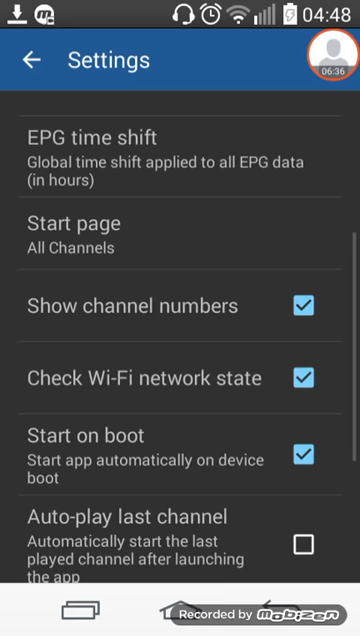 04:48
Settings
06:36
EPG time shift
Global time shift applied to all EPG data
(in hours)
Start page
All Channels
Show channel numbers
Check Wi-Fi network state
Start on boot
Start app automatically on device
boot
Auto-play last channel
Automatically start the last
played channel after launching
the app
Recorded by mobizen